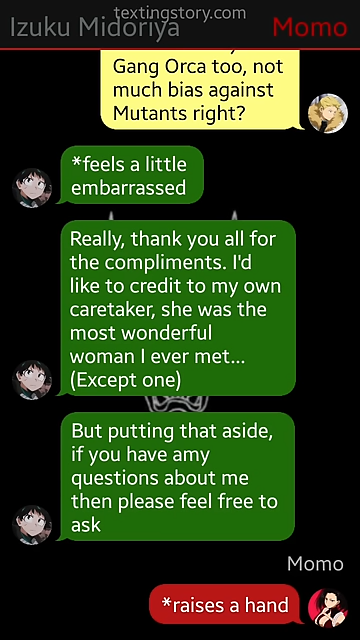 textingstory.com
Izuku Midoriya Momo
Gang Orca too, not
much bias against
Mutants right?
*feels a little
embarrassed
Really, thank you all for
the compliments. I'd
like to credit to my own
caretaker, she was the
most wonderful
woman I ever met...
(Except one)
But putting that aside,
if you have amy
questions about me
then please feel free to
ask
Momo
*raises a hand